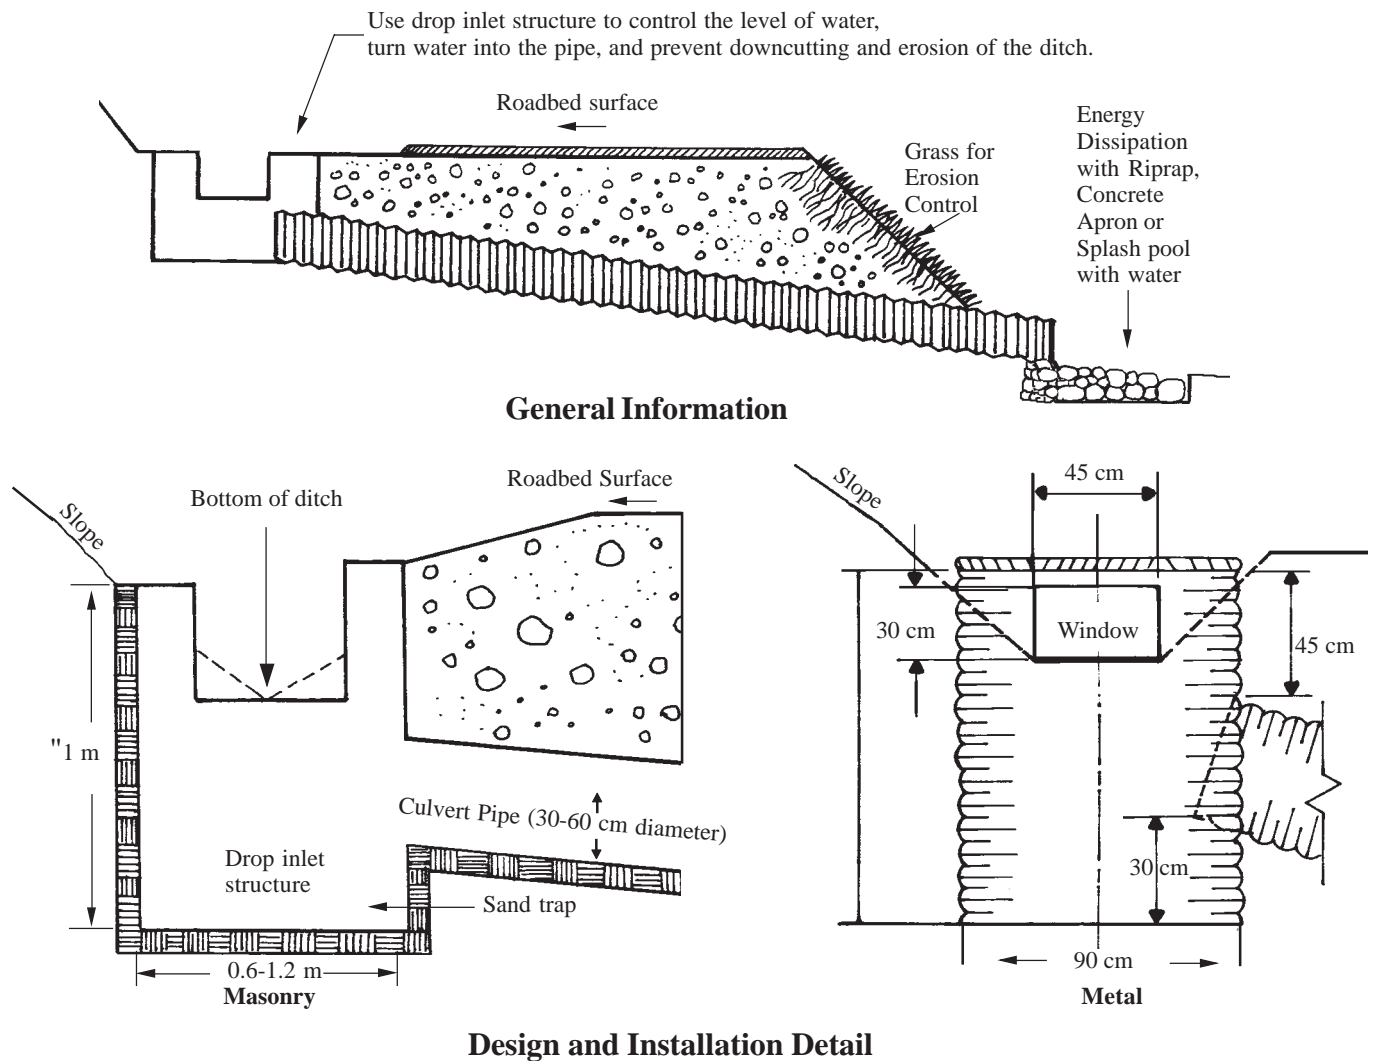 Use drop inlet structure to control the level of water,
turn water into the pipe, and prevent downcutting and erosion of the ditch.
Roadbed surface
Grass for
Erosion
Control
Energy
Dissipation
with Riprap,
Concrete
Apron or
Splash pool
with water
General Information
Slope
Bottom of ditch
Roadbed Surface
"1 m
Culvert Pipe (30-60 cm diameter)
Drop inlet
structure
Sand trap
0.6-1.2 m
Masonry
Slope
45 cm
30 cm
Window
45 cm
30 cm
90 cm
Metal
Design and Installation Detail